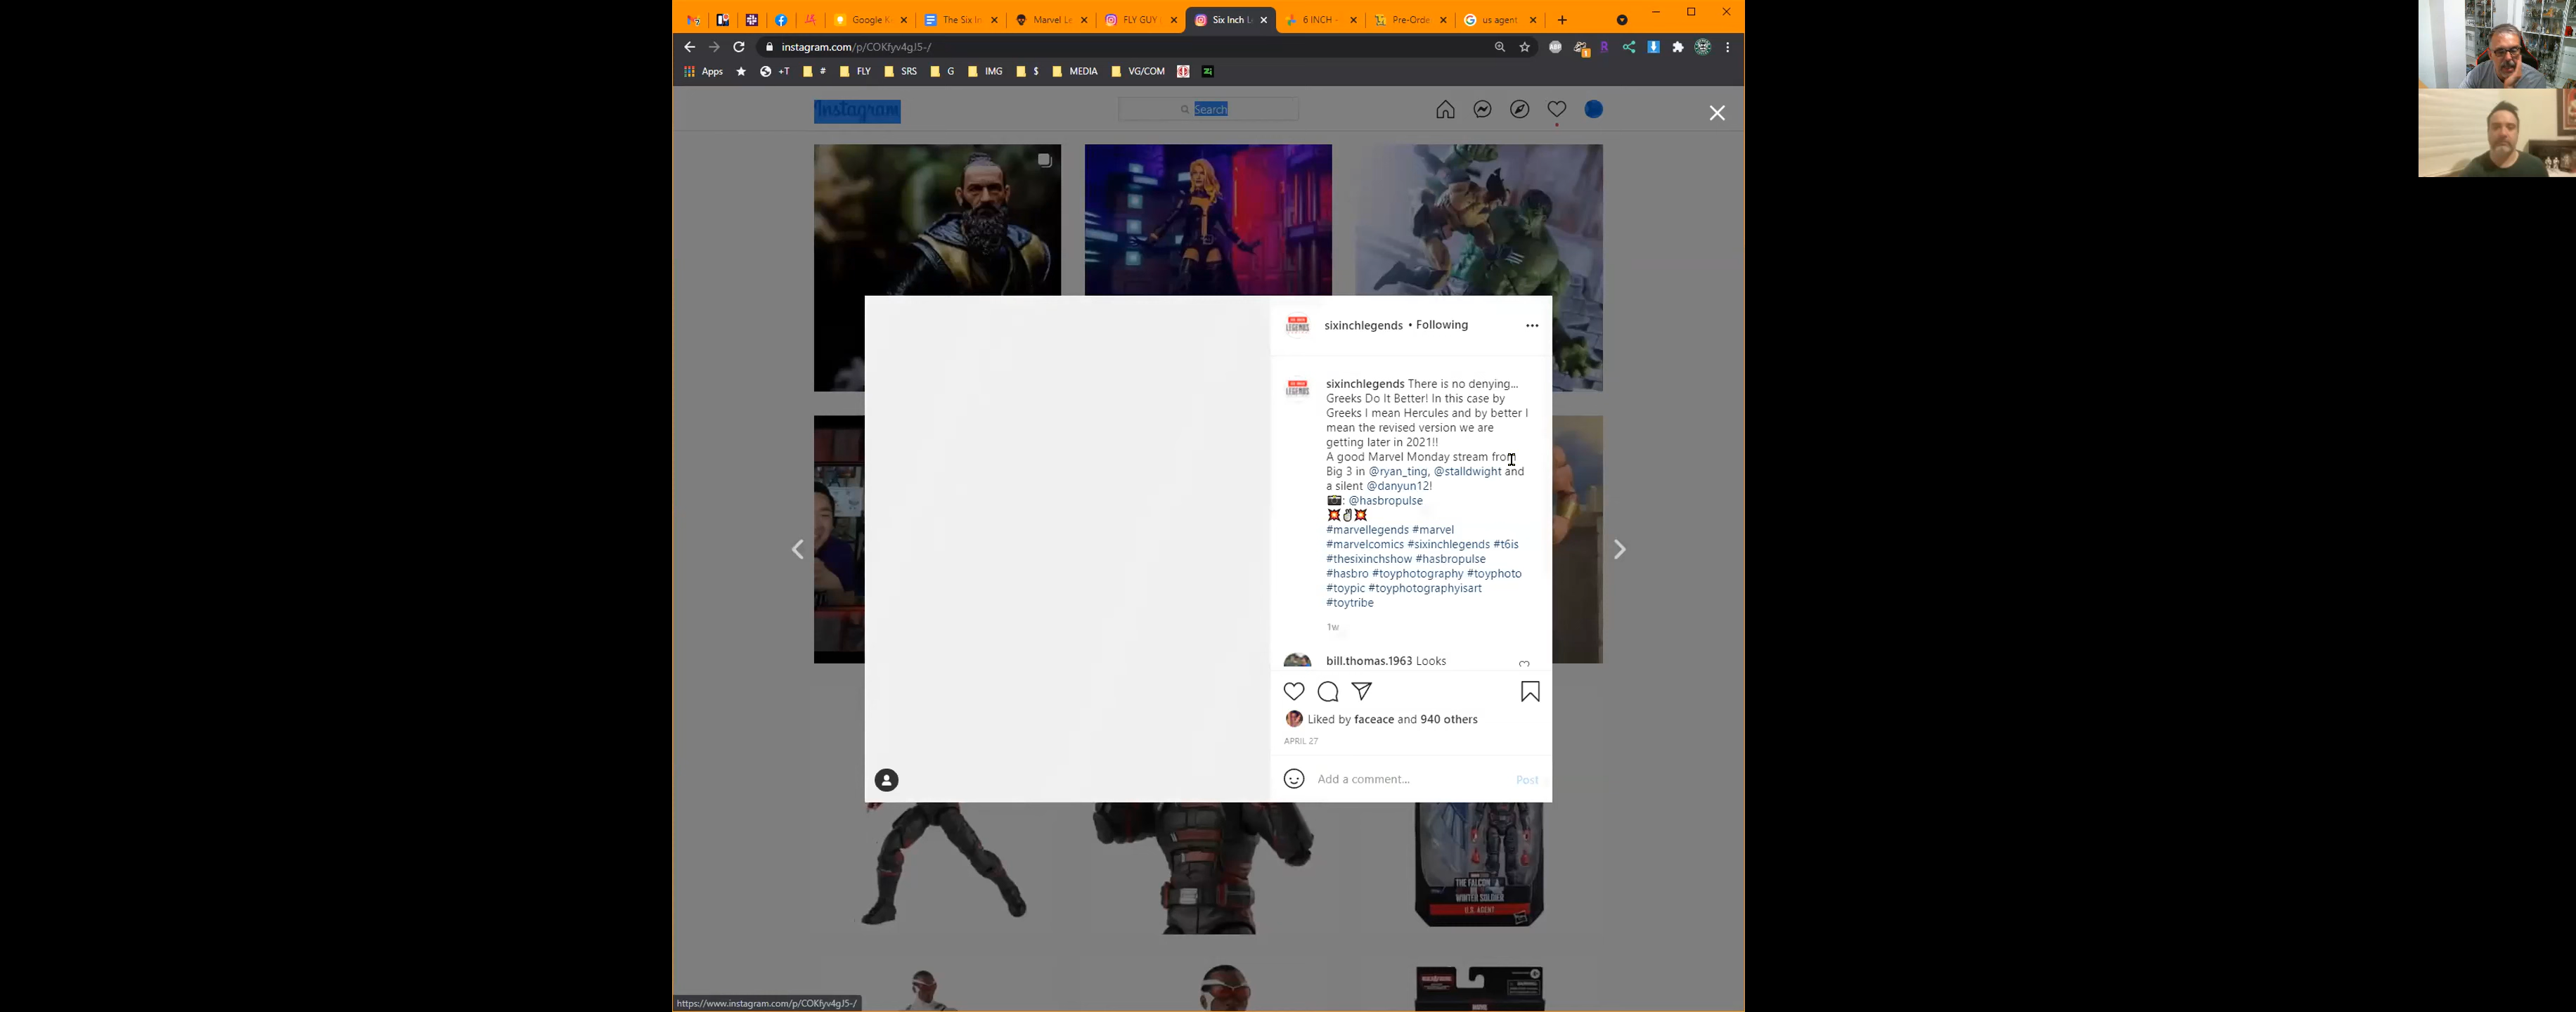 Google K
The Six In
Marvel Le
FLY GUY
Six Inch L
6 INCH -
Pre-Orde
us agent
instagram.com/p/COKfyv4gJ5-/
Apps
+T
#
FLY
SRS
G
IMG
$
MEDIA
VG/COM
Instagram
Search
sixinchlegends • Following
sixinchlegends There is no denying...
Greeks Do It Better! In this case by
Greeks I mean Hercules and by better I
mean the revised version we are
getting later in 2021!!
A good Marvel Monday stream from
Big 3 in @ryan_ting, @stalldwight and
a silent @danyun12!
📷: @hasbropulse
💥✌💥
#marvellegends #marvel
#marvelcomics #sixinchlegends #t6is
#thesixinchshow #hasbropulse
#hasbro #toyphotography #toyphoto
#toypic #toyphotographyisart
#toytribe
1w
bill.thomas.1963 Looks
Liked by faceace and 940 others
APRIL 27
Add a comment...
Post
THE FALCON
WINTER SOLDIER
U.S. AGENT
https://www.instagram.com/p/COKfyv4gJ5-/